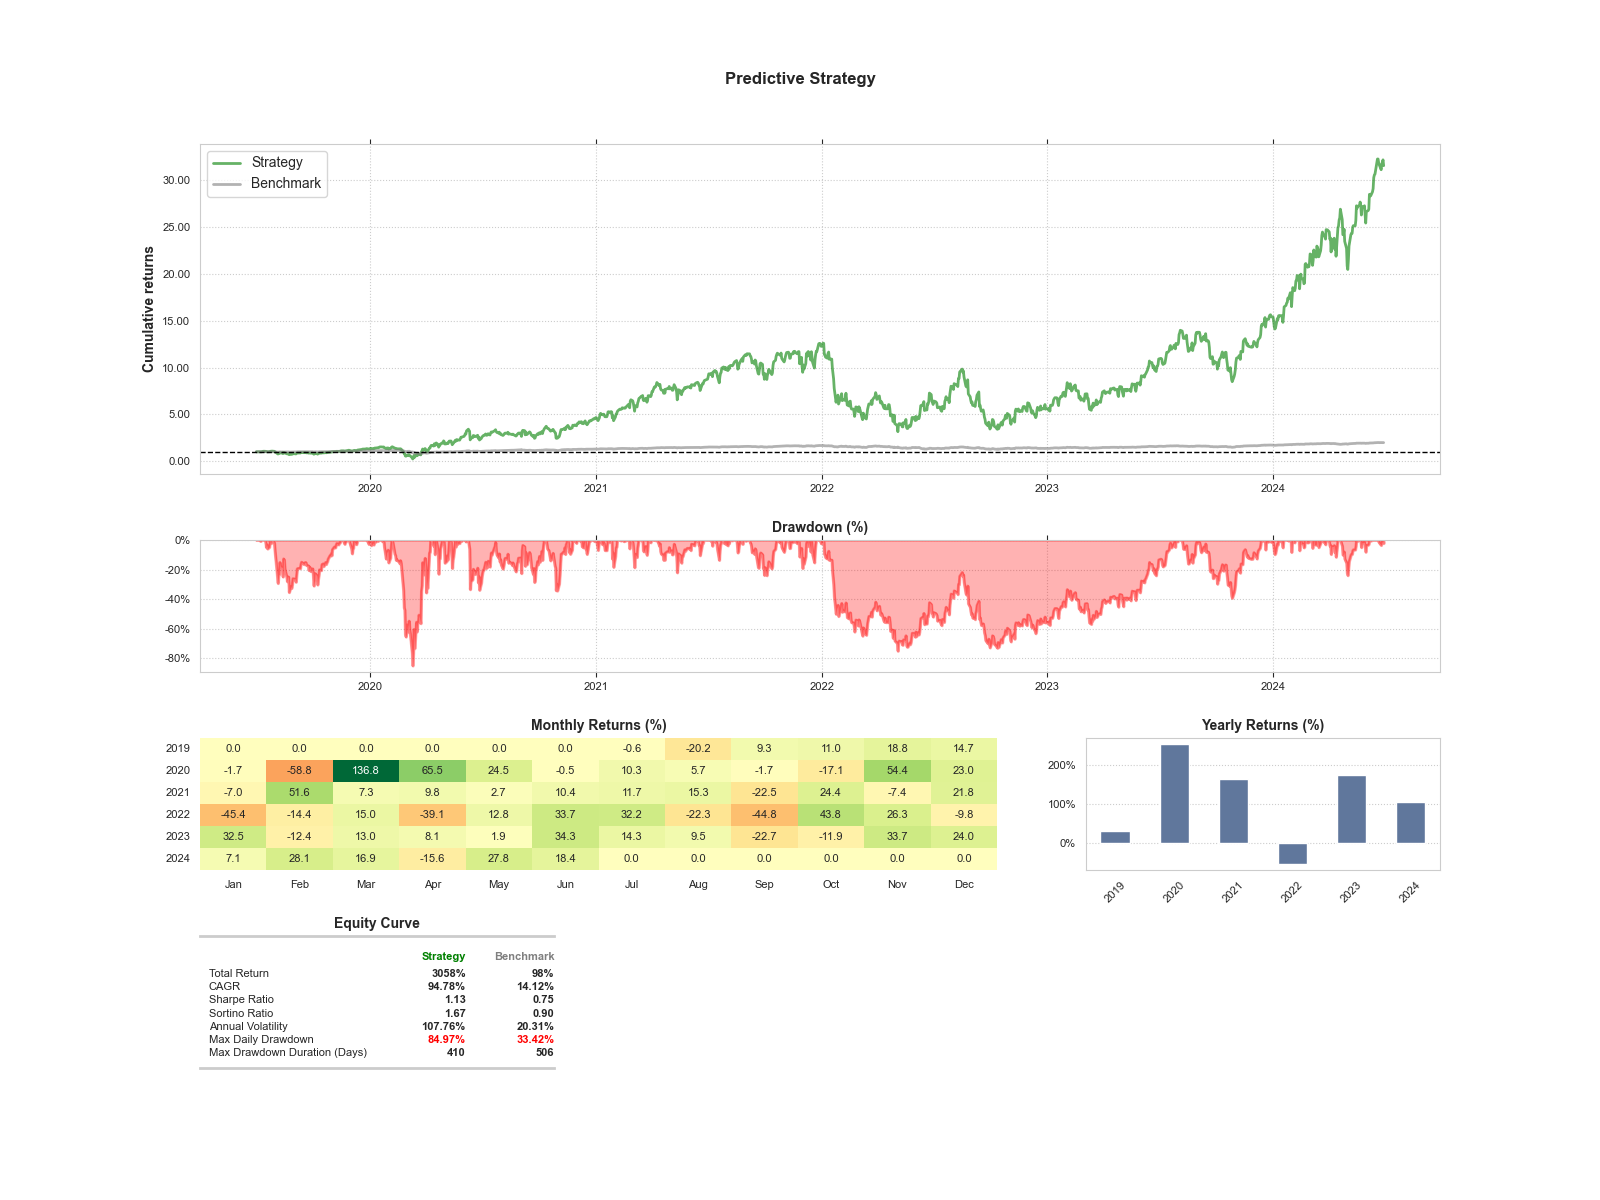 Predictive Strategy
Strategy
Benchmark
Cumulative returns
30.00
25.00
20.00
15.00
10.00
5.00
0.00
2020 2021 2022 2023 2024
Drawdown (%)
0%
-20%
-40%
-60%
-80%
2020 2021 2022 2023 2024
Monthly Returns (%)
2019 0.0 0.0 0.0 0.0 0.0 0.0 -0.6 -20.2 9.3 11.0 18.8 14.7
2020 -1.7 -58.8 136.8 65.5 24.5 -0.5 10.3 5.7 -1.7 -17.1 54.4 23.0
2021 -7.0 51.6 7.3 9.8 2.7 10.4 11.7 15.3 -22.5 24.4 -7.4 21.8
2022 -45.4 -14.4 15.0 -39.1 12.8 33.7 32.2 -22.3 -44.8 43.8 26.3 -9.8
2023 32.5 -12.4 13.0 8.1 1.9 34.3 14.3 9.5 -22.7 -11.9 33.7 24.0
2024 7.1 28.1 16.9 -15.6 27.8 18.4 0.0 0.0 0.0 0.0 0.0 0.0
Jan Feb Mar Apr May Jun Jul Aug Sep Oct Nov Dec
Yearly Returns (%)
200%
100%
0%
2019 2020 2021 2022 2023 2024
Equity Curve
Strategy Benchmark
Total Return 3058% 98%
CAGR 94.78% 14.12%
Sharpe Ratio 1.13 0.75
Sortino Ratio 1.67 0.90
Annual Volatility 107.76% 20.31%
Max Daily Drawdown 84.97% 33.42%
Max Drawdown Duration (Days) 410 506